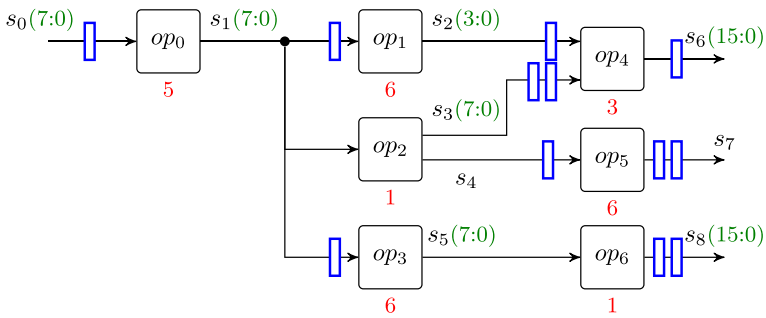 s₀(7:0)
op₀
5
s₁(7:0)
op₁
6
s₂(3:0)
op₄
3
s₆(15:0)
op₂
1
s₃(7:0)
s₄
op₅
6
s₇
op₃
6
s₅(7:0)
op₆
1
s₈(15:0)